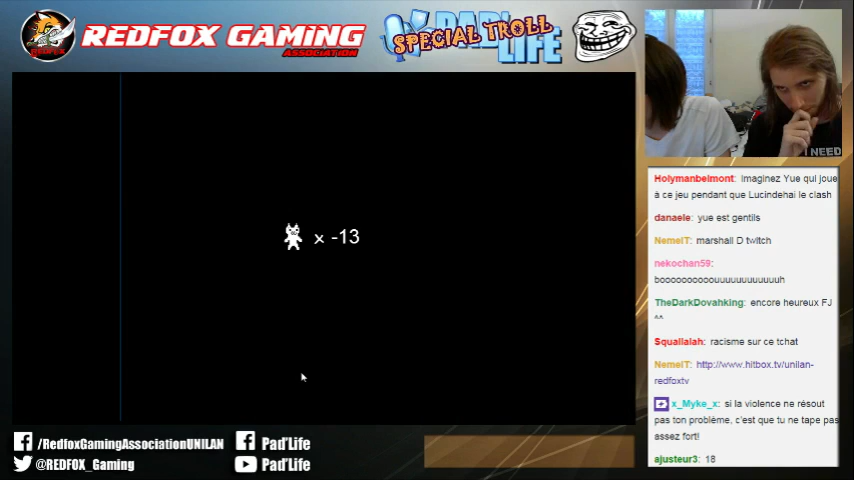 REDFOX GAMING
ASSOCIATION
REDFOX
PAD'LIFE
SPECIAL TROLL
x -13
I NEED
Holymanbelmont: Imaginez Yue qui joue
à ce jeu pendant que Lucindehai le clash
danaele: yue est gentils
NemeIT: marshall D twitch
nekochan59:
boooooooooouuuuuuuuuuuh
TheDarkDovahking: encore heureux FJ
^^
Squallalah: racisme sur ce tchat
NemeIT: http://www.hitbox.tv/unilan-
redfoxtv
x_Myke_x: si la violence ne résout
pas ton problème, c'est que tu ne tape pas
assez fort!
ajusteur3: 18
/RedfoxGamingAssociationUNILAN
Pad'Life
@REDFOX_Gaming
Pad'Life